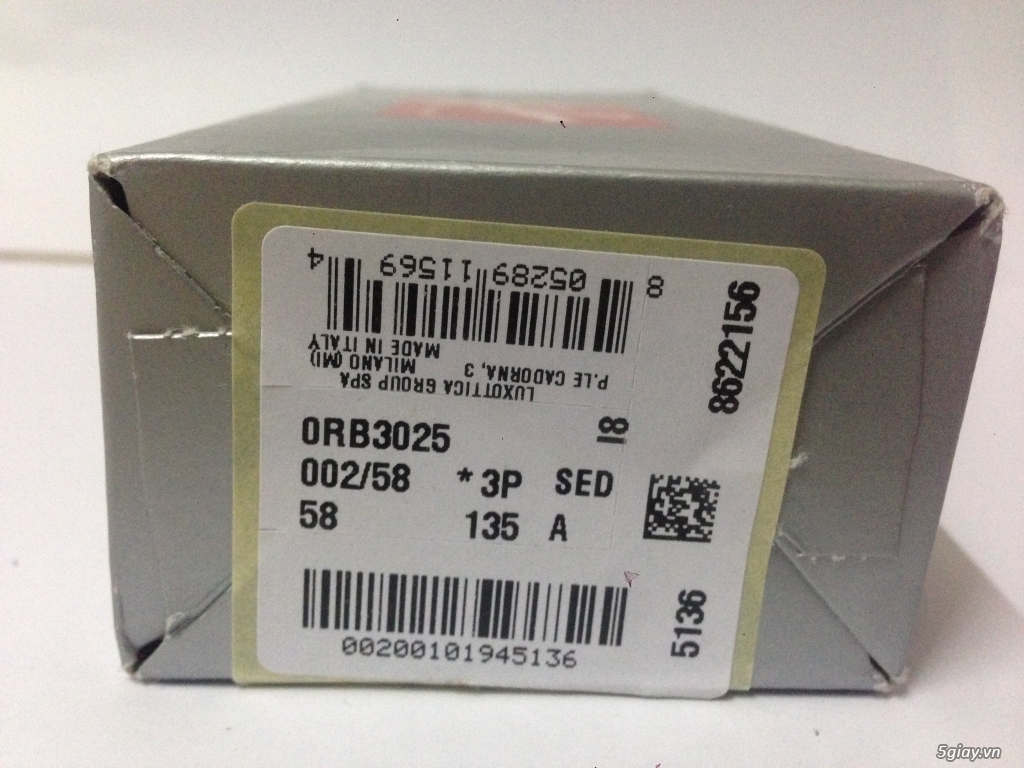 8 05289 11569 4
LUXOTTICA GROUP SPA
P.LE CADORNA, 3
MILANO (MI)
MADE IN ITALY
8622156
18
0RB3025
002/58 * 3P SED
58 135 A
00200101945136
5136
5giay.vn